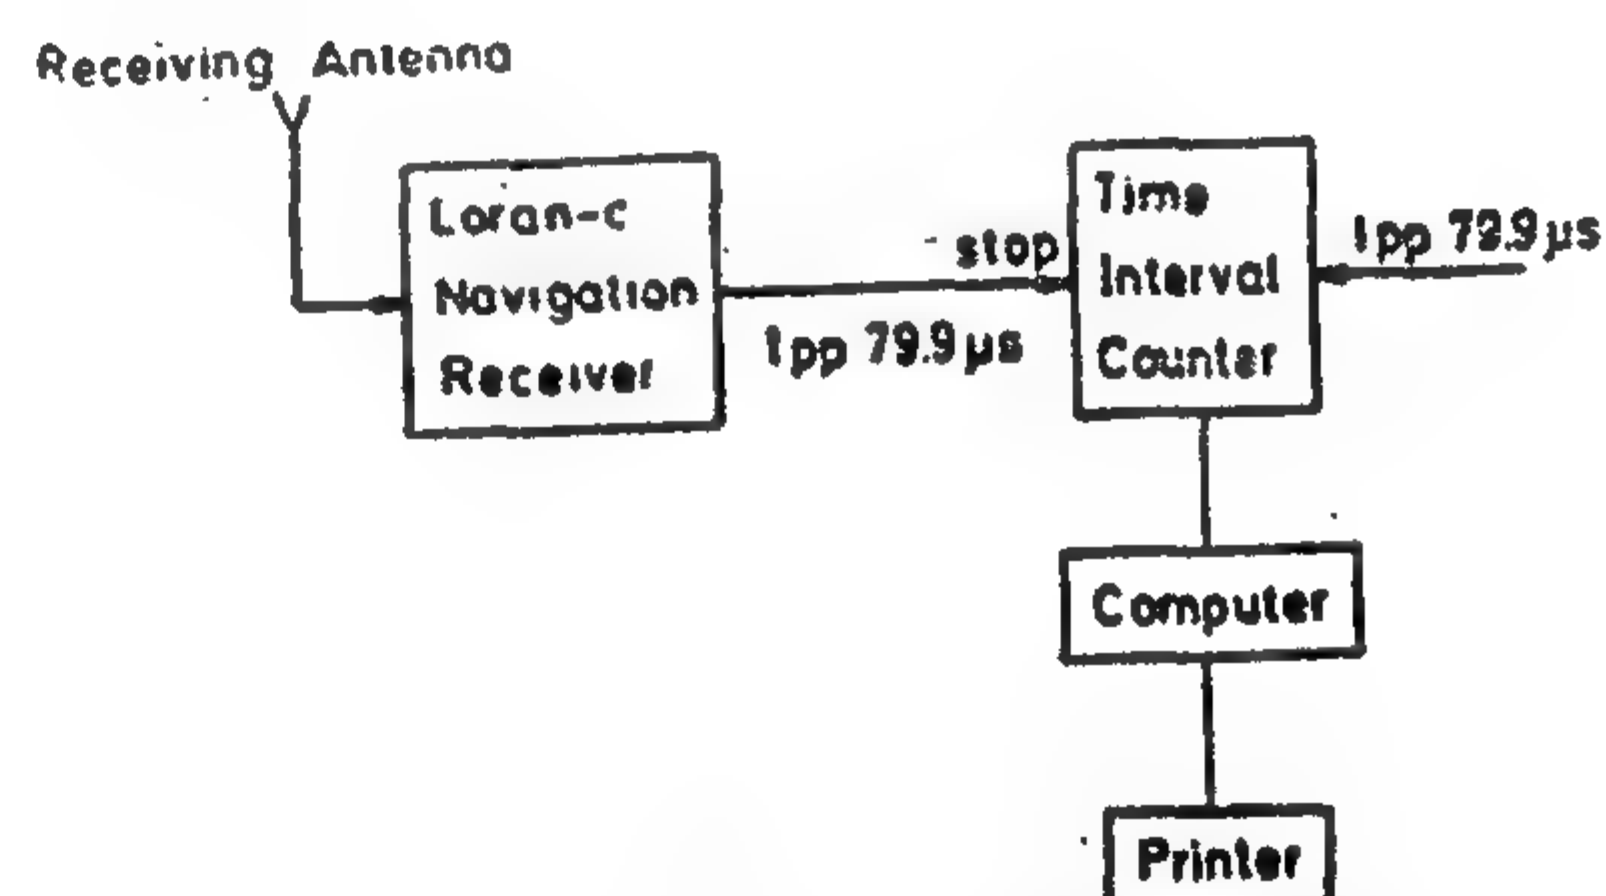 Receiving Antenna
Loran-c
Navigation
Receiver
stop
1pp 79.9 µs
Time
Interval
Counter
1pp 79.9 µs
Computer
Printer